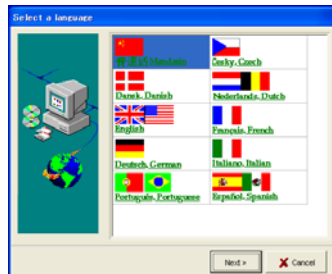 Select a language
Mandarin
Česky, Czech
Dansk, Danish
Nederlands, Dutch
English
Français, French
Deutsch, German
Italiano, Italian
Português, Portuguese
Español, Spanish
Next >
Cancel